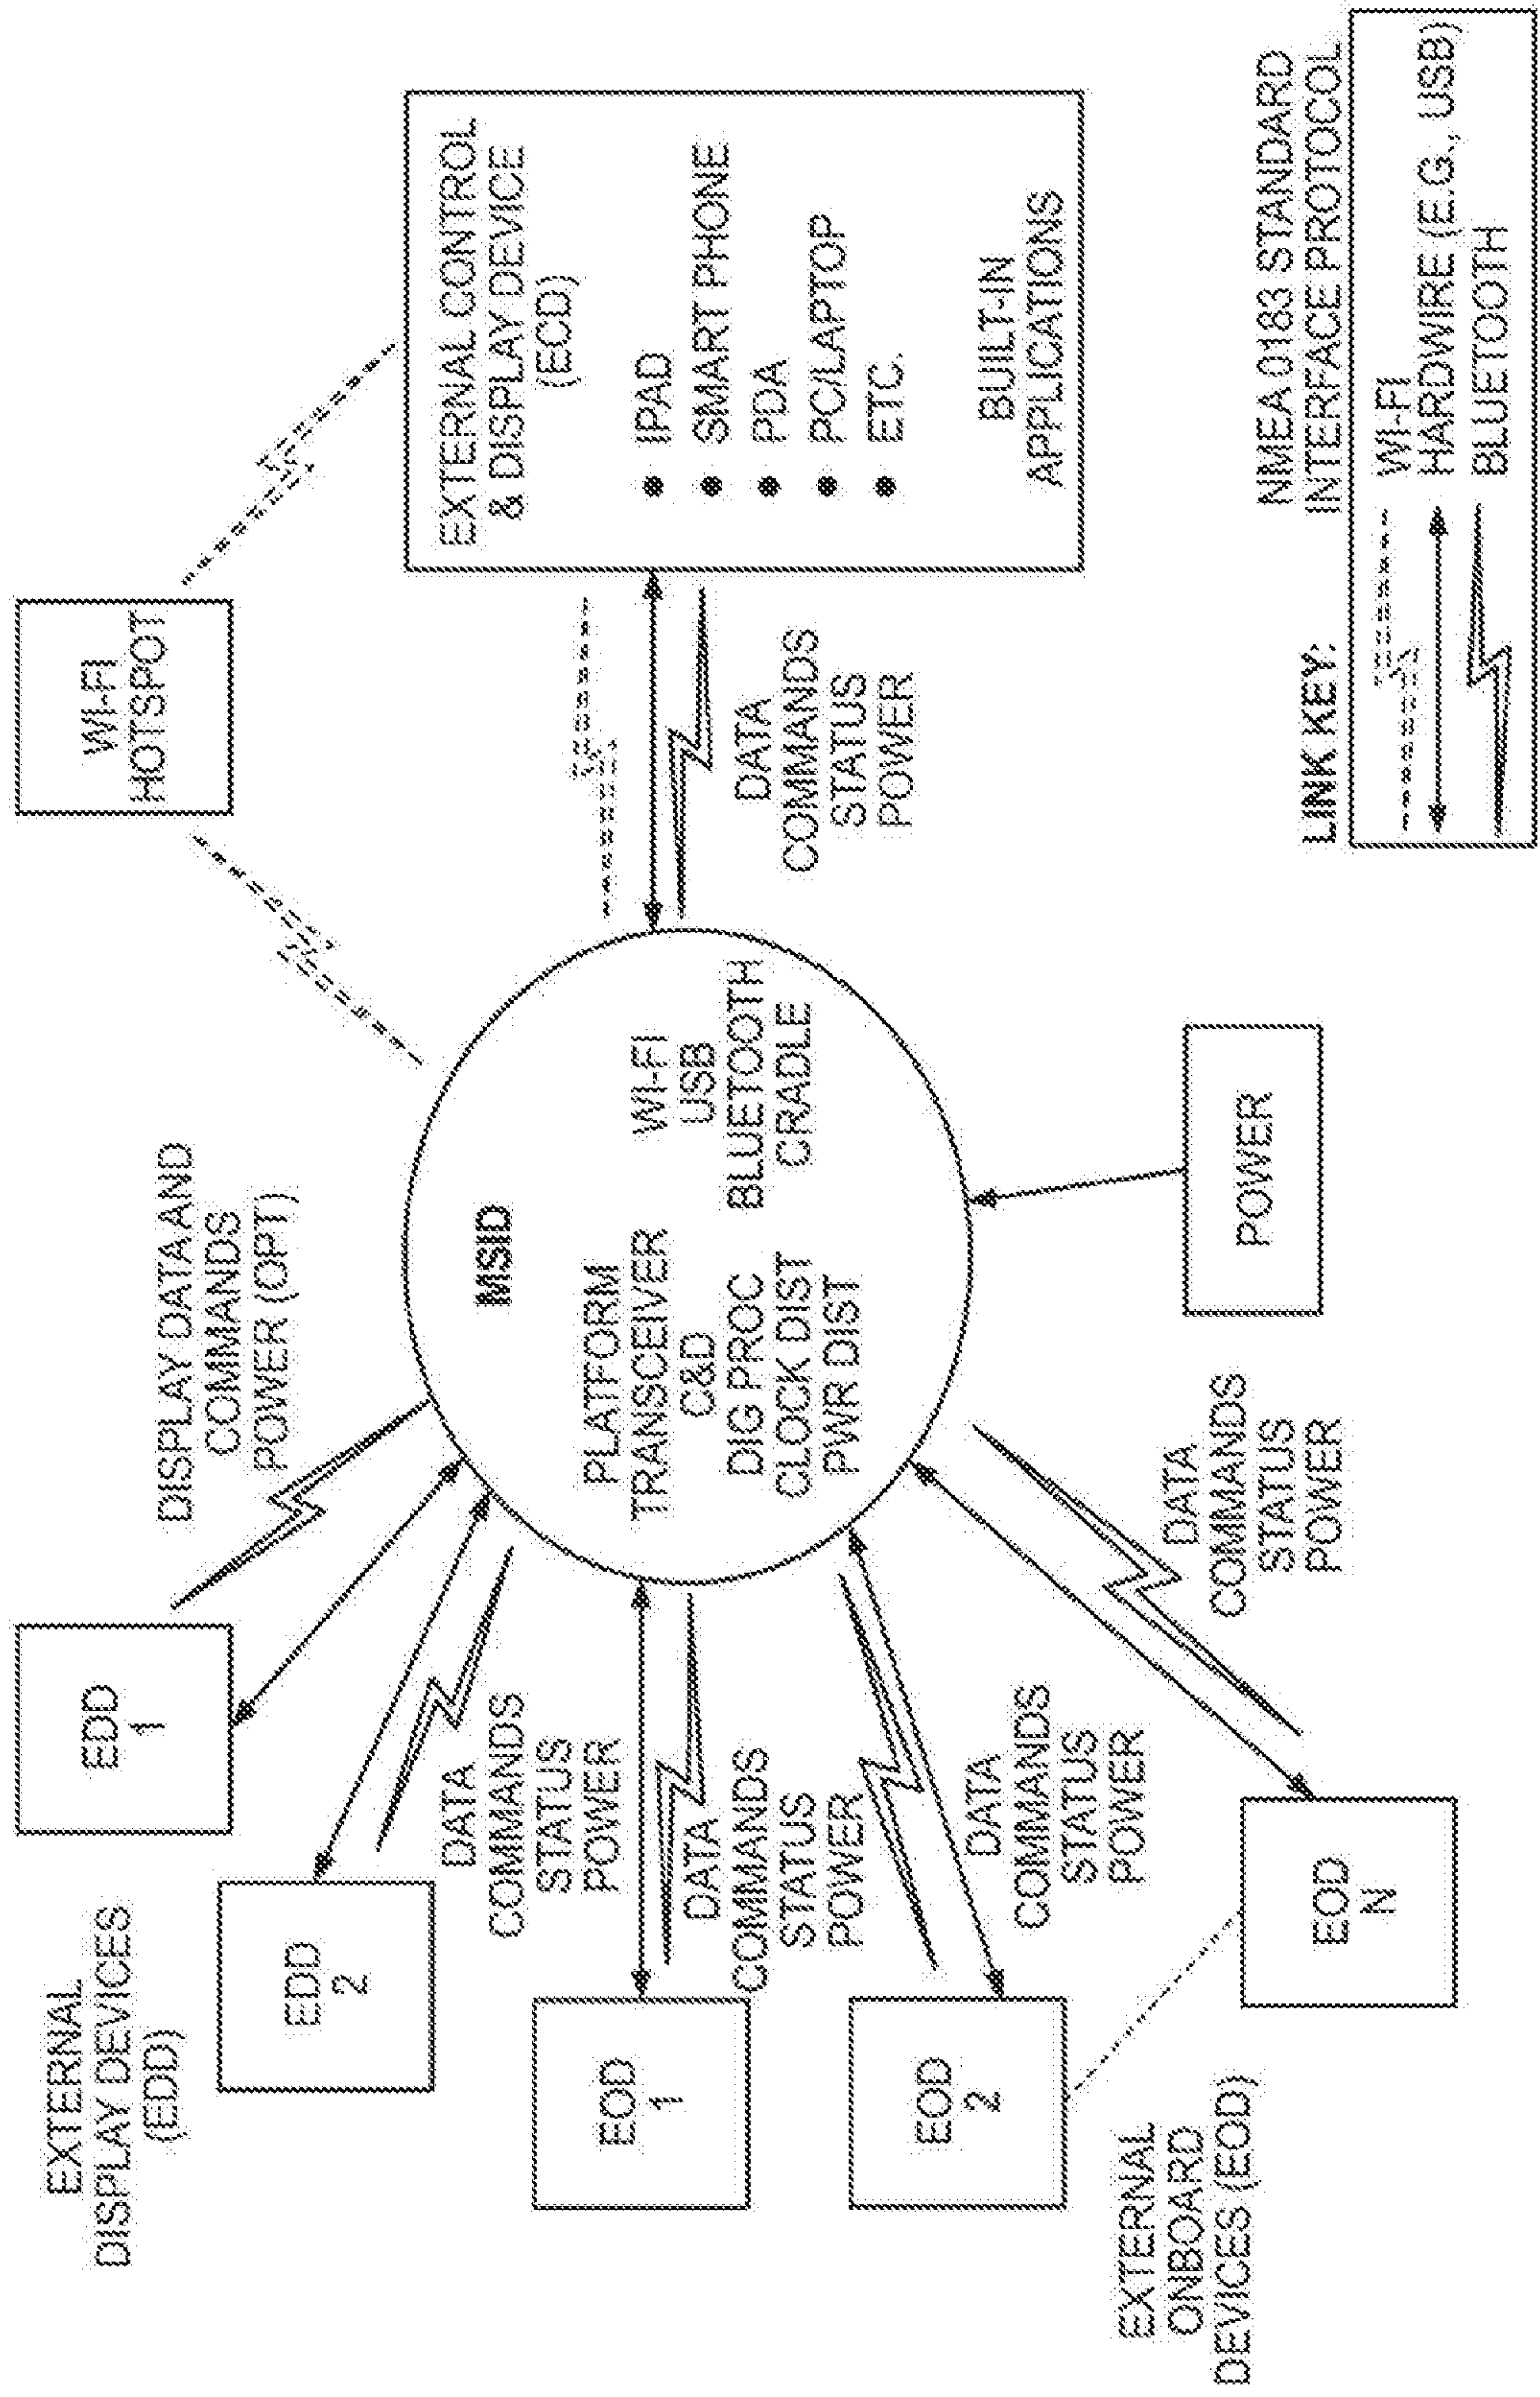 EXTERNAL
DISPLAY DEVICES
(EDD)
EDD
1
EDD
2
EOD
1
EOD
2
EOD
N
EXTERNAL
ONBOARD
DEVICES (EOD)
DISPLAY DATA AND
COMMANDS
POWER (OPT)
DATA
COMMANDS
STATUS
POWER
DATA
COMMANDS
STATUS
POWER
DATA
COMMANDS
STATUS
POWER
DATA
COMMANDS
STATUS
POWER
MSID
PLATFORM
TRANSCEIVER
C&D
DIG PROC
CLOCK DIST
PWR DIST
WI-FI
USB
BLUETOOTH
CRADLE
POWER
WI-FI
HOTSPOT
DATA
COMMANDS
STATUS
POWER
EXTERNAL CONTROL
& DISPLAY DEVICE
(ECD)
• IPAD
• SMART PHONE
• PDA
• PC/LAPTOP
• ETC.
BUILT-IN
APPLICATIONS
NMEA 0183 STANDARD
INTERFACE PROTOCOL
LINK KEY:
WI-FI
HARDWIRE (E.G., USB)
BLUETOOTH